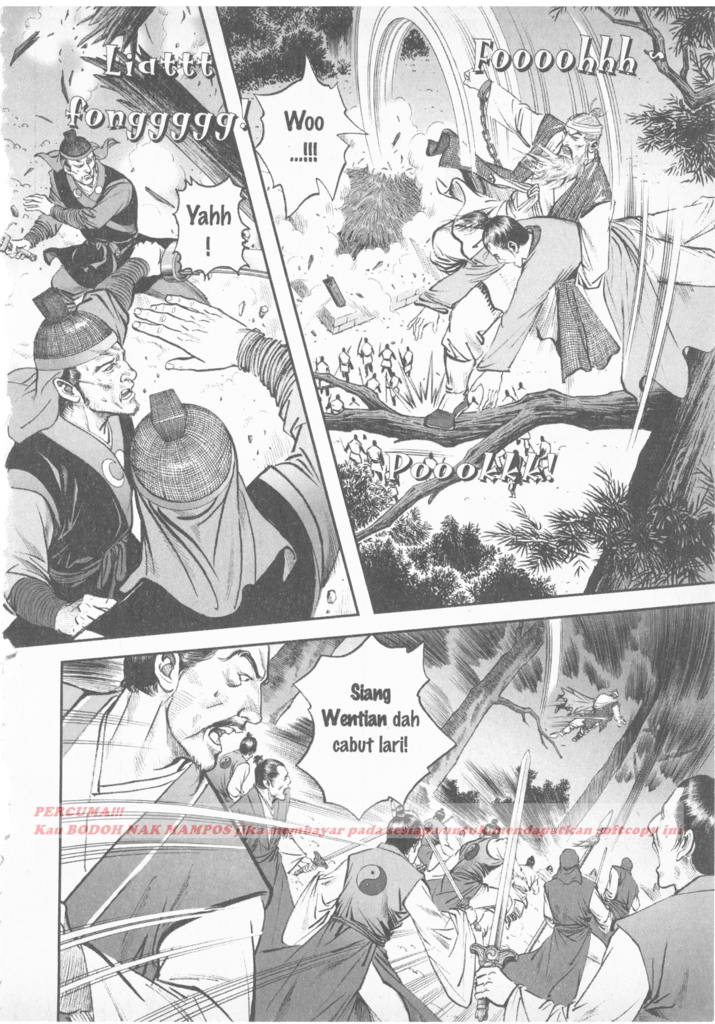 Liattt
fonggggg!
Foooohhh~
Woo
...!!!
Yahh
!
Poookkk!
Siang
Wentian dah
cabut lari!
PERCUMA!!!
Kau BODOH NAK MAMPOS jika membayar pada sesiapa untuk mendapatkan softcopy ini